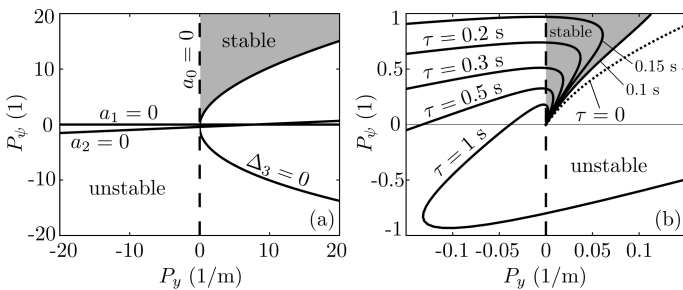 20
10
0
-10
-20
-20
-10
0
10
20
P_ψ (1)
P_y (1/m)
a_0 = 0
stable
a_1 = 0
a_2 = 0
unstable
Δ_3 = 0
(a)
1
0.5
0
-0.5
-1
-0.1
-0.05
0
0.05
0.1
P_ψ (1)
P_y (1/m)
τ = 0.2 s
τ = 0.3 s
τ = 0.5 s
τ = 1 s
stable
0.15 s
0.1 s
τ = 0
unstable
(b)